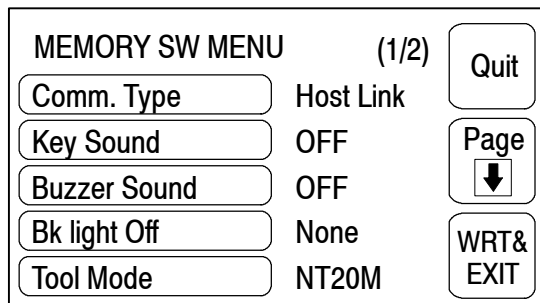 MEMORY SW MENU (1/2)
Quit
Comm. Type Host Link
Key Sound OFF
Page
Buzzer Sound OFF
Bk light Off None
WRT&
EXIT
Tool Mode NT20M